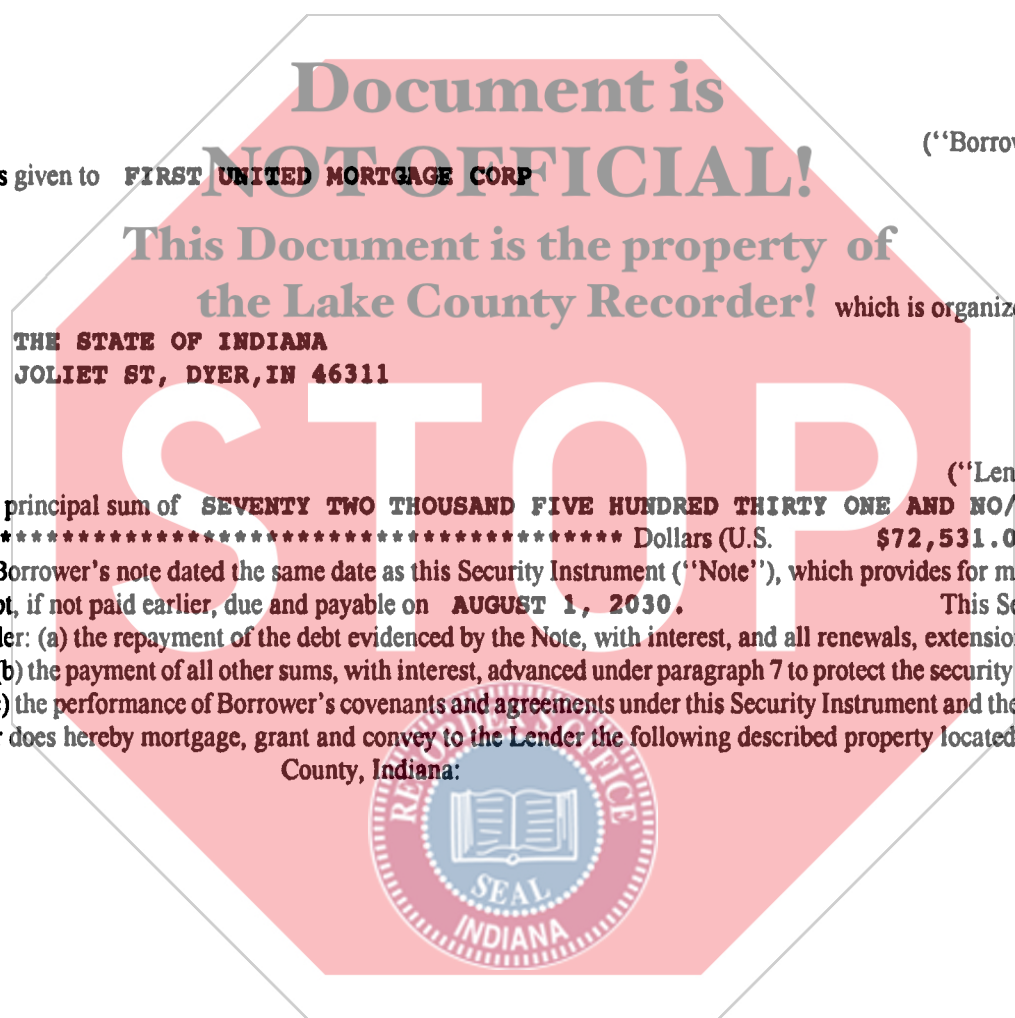 Document is
("Borrow
s given to FIRST UNITED MORTGAGE CORP
NOT OFFICIAL!
This Document is the property of
the Lake County Recorder!
which is organize
THE STATE OF INDIANA
JOLIET ST, DYER,IN 46311
STOP
("Len
principal sum of SEVENTY TWO THOUSAND FIVE HUNDRED THIRTY ONE AND NO/
***************************************** Dollars (U.S. $72,531.0
Borrower's note dated the same date as this Security Instrument ("Note"), which provides for m
bt, if not paid earlier, due and payable on AUGUST 1, 2030. This Se
der: (a) the repayment of the debt evidenced by the Note, with interest, and all renewals, extensio
(b) the payment of all other sums, with interest, advanced under paragraph 7 to protect the security
c) the performance of Borrower's covenants and agreements under this Security Instrument and the
r does hereby mortgage, grant and convey to the Lender the following described property located
County, Indiana:
RECORDER'S OFFICE
SEAL
INDIANA